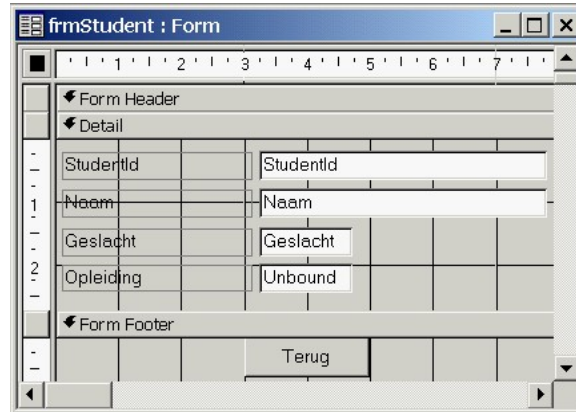 frmStudent : Form
1 2 3 4 5 6 7
Form Header
Detail
StudentId StudentId
1 Naam Naam
Geslacht Geslacht
2 Opleiding Unbound
Form Footer
Terug